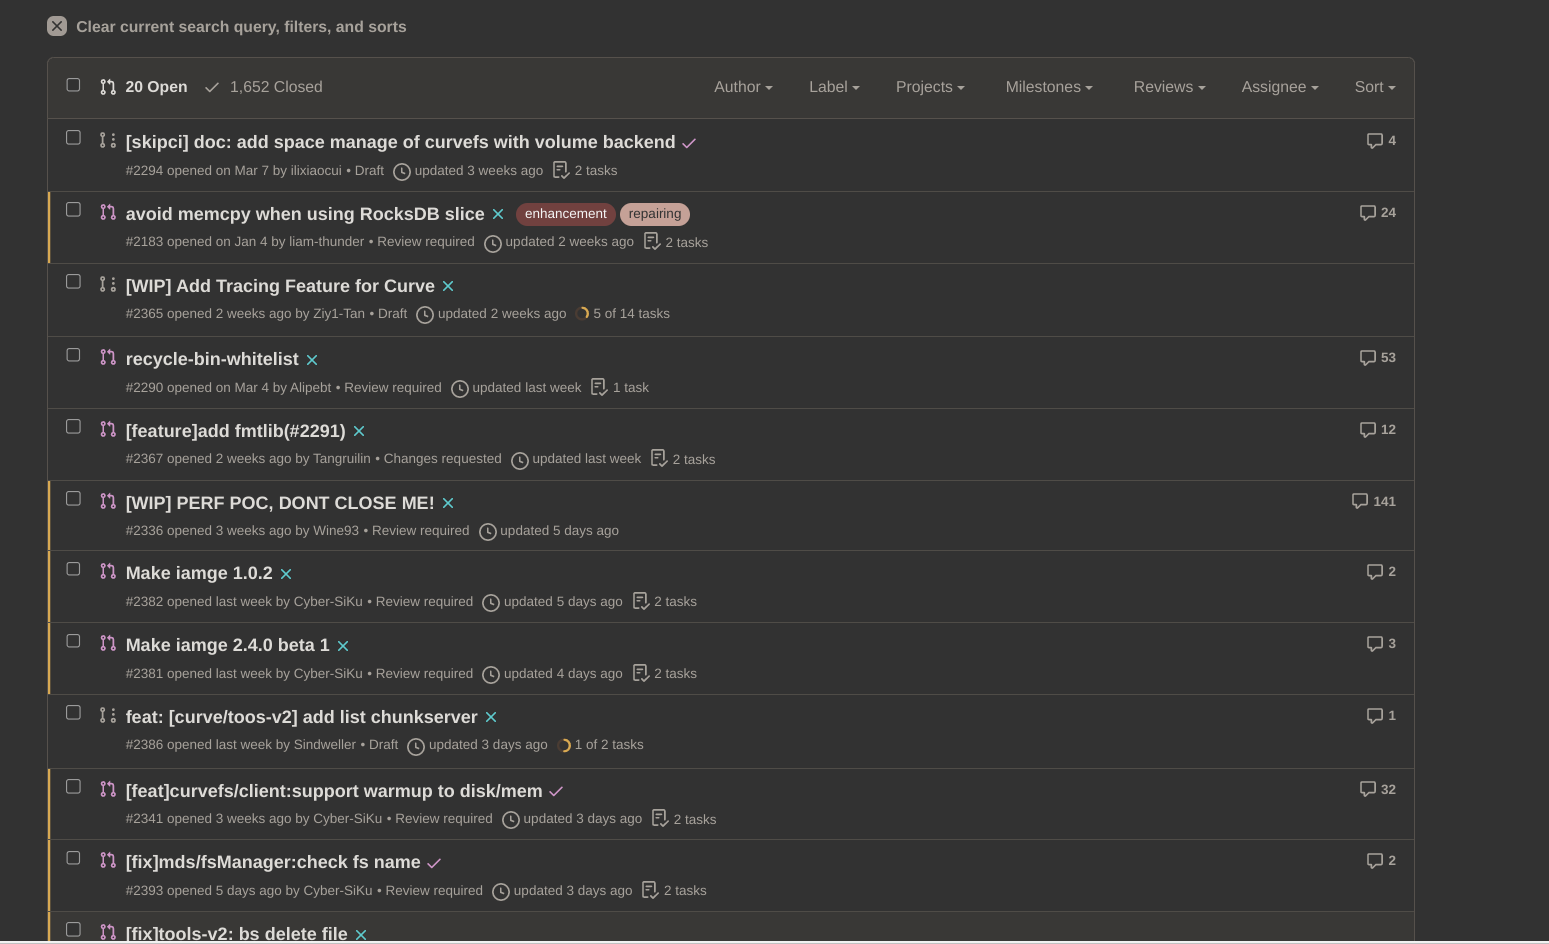 Clear current search query, filters, and sorts
20 Open 1,652 Closed Author Label Projects Milestones Reviews Assignee Sort
[skipci] doc: add space manage of curvefs with volume backend 4
#2294 opened on Mar 7 by ilixiaocui • Draft updated 3 weeks ago 2 tasks
avoid memcpy when using RocksDB slice enhancement repairing 24
#2183 opened on Jan 4 by liam-thunder • Review required updated 2 weeks ago 2 tasks
[WIP] Add Tracing Feature for Curve
#2365 opened 2 weeks ago by Ziy1-Tan • Draft updated 2 weeks ago 5 of 14 tasks
recycle-bin-whitelist 53
#2290 opened on Mar 4 by Alipebt • Review required updated last week 1 task
[feature]add fmtlib(#2291) 12
#2367 opened 2 weeks ago by Tangruilin • Changes requested updated last week 2 tasks
[WIP] PERF POC, DONT CLOSE ME! 141
#2336 opened 3 weeks ago by Wine93 • Review required updated 5 days ago
Make iamge 1.0.2 2
#2382 opened last week by Cyber-SiKu • Review required updated 5 days ago 2 tasks
Make iamge 2.4.0 beta 1 3
#2381 opened last week by Cyber-SiKu • Review required updated 4 days ago 2 tasks
feat: [curve/toos-v2] add list chunkserver 1
#2386 opened last week by Sindweller • Draft updated 3 days ago 1 of 2 tasks
[feat]curvefs/client:support warmup to disk/mem 32
#2341 opened 3 weeks ago by Cyber-SiKu • Review required updated 3 days ago 2 tasks
[fix]mds/fsManager:check fs name 2
#2393 opened 5 days ago by Cyber-SiKu • Review required updated 3 days ago 2 tasks
[fix]tools-v2: bs delete file